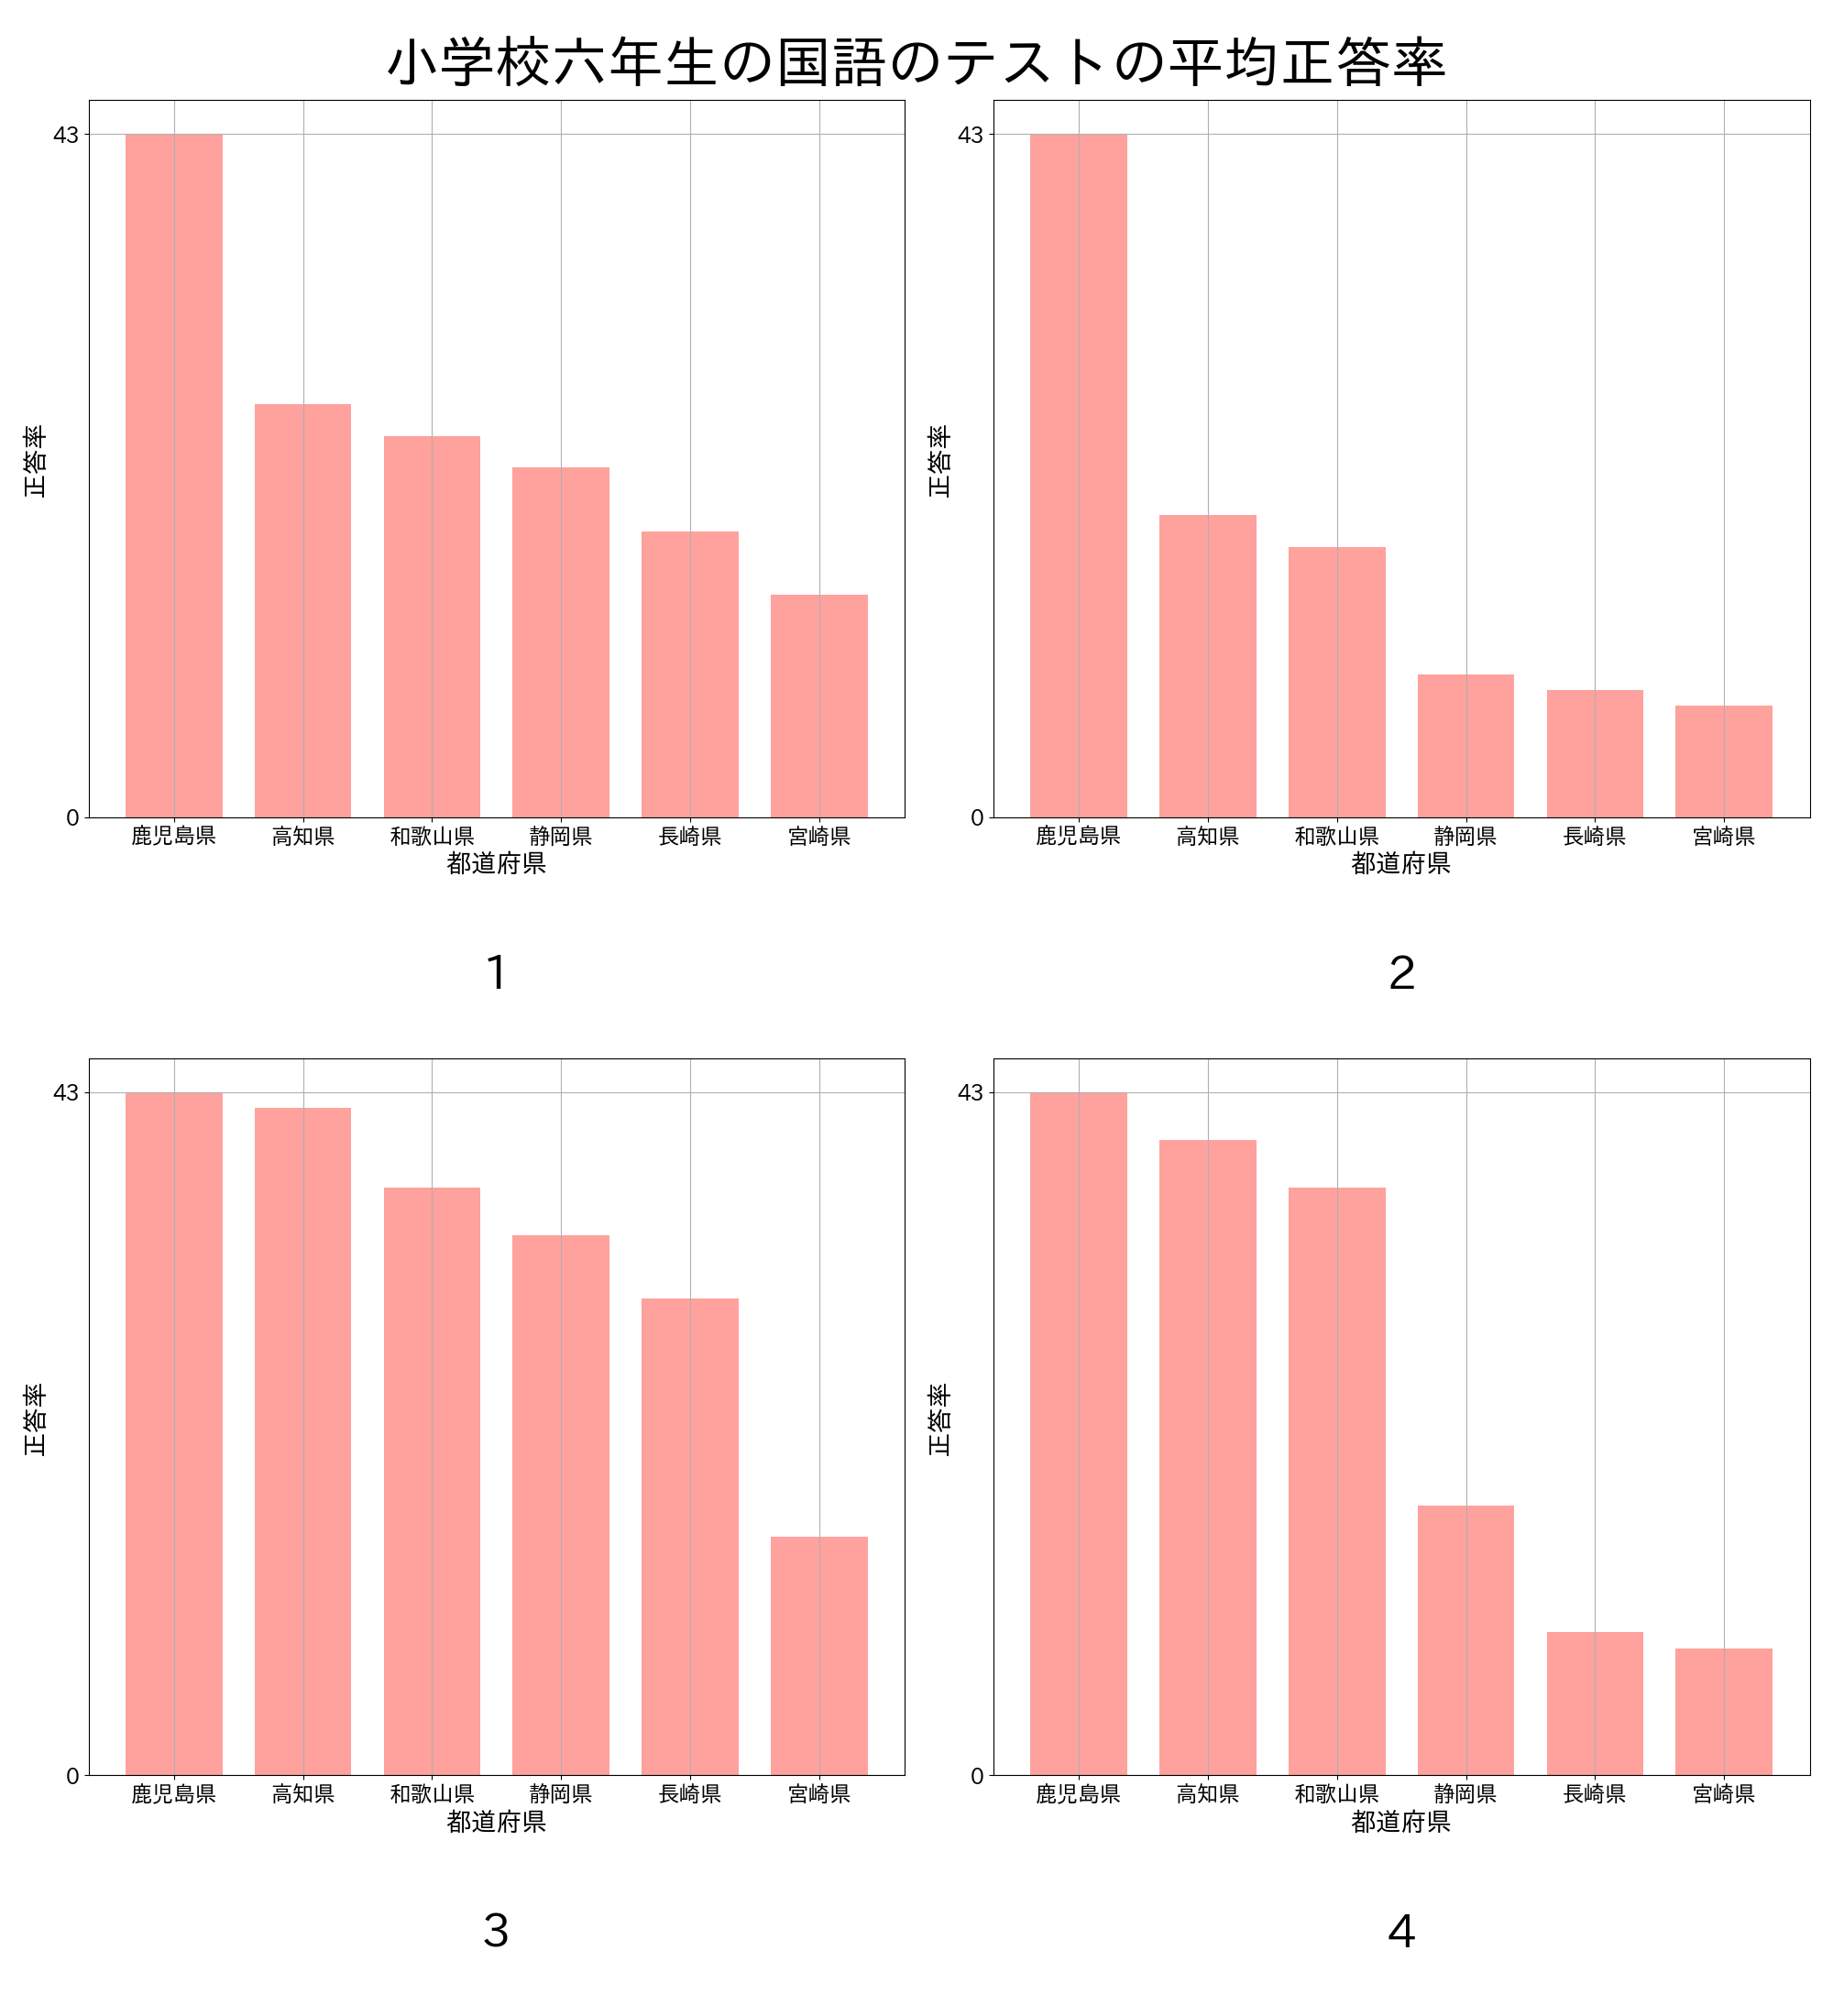 小学校六年生の国語のテストの平均正答率
43
0
正答率
鹿児島県 高知県 和歌山県 静岡県 長崎県 宮崎県
都道府県
1
43
0
正答率
鹿児島県 高知県 和歌山県 静岡県 長崎県 宮崎県
都道府県
2
43
0
正答率
鹿児島県 高知県 和歌山県 静岡県 長崎県 宮崎県
都道府県
3
43
0
正答率
鹿児島県 高知県 和歌山県 静岡県 長崎県 宮崎県
都道府県
4